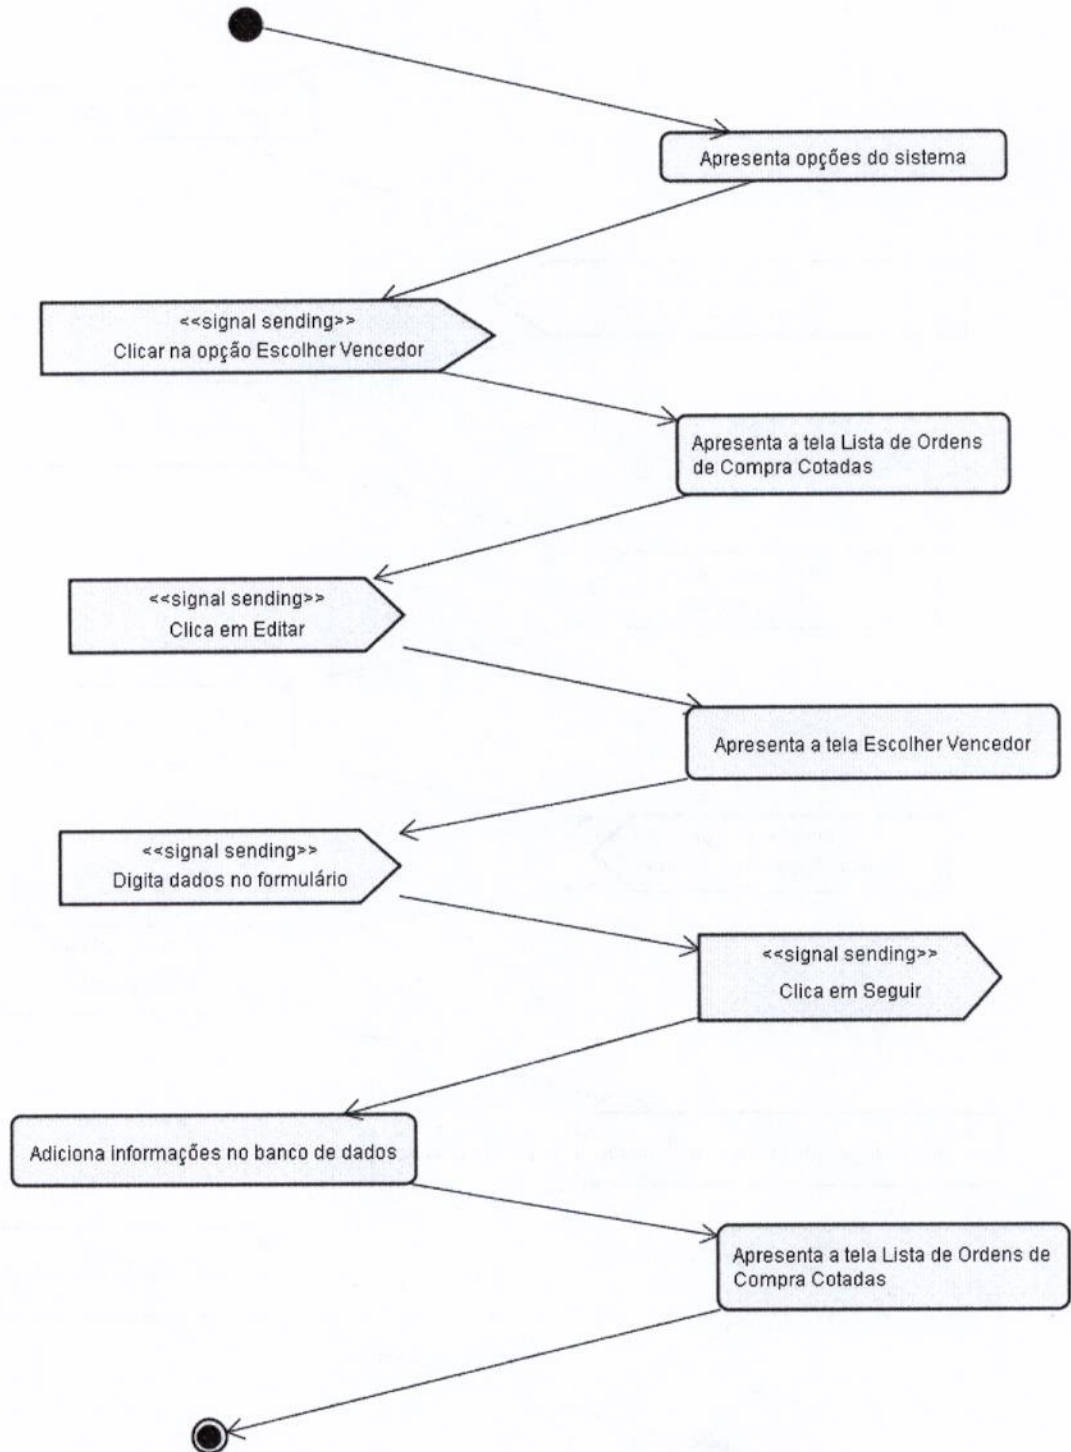 Apresenta opções do sistema
<<signal sending>>
Clicar na opção Escolher Vencedor
Apresenta a tela Lista de Ordens
de Compra Cotadas
<<signal sending>>
Clica em Editar
Apresenta a tela Escolher Vencedor
<<signal sending>>
Digita dados no formulário
<<signal sending>>
Clica em Seguir
Adiciona informações no banco de dados
Apresenta a tela Lista de Ordens de
Compra Cotadas